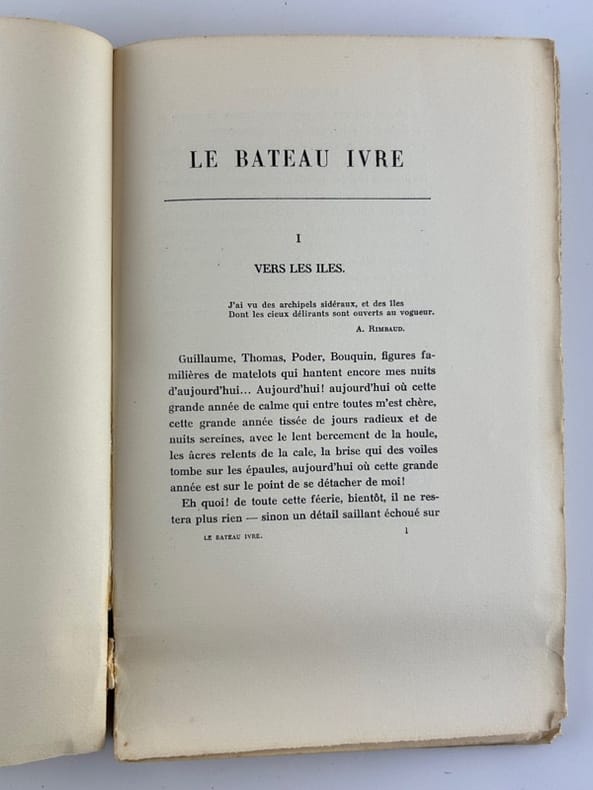 LE BATEAU IVRE
I
VERS LES ILES.
J'ai vu des archipels sidéraux, et des îles
Dont les cieux délirants sont ouverts au vogueur.
A. RIMBAUD.
Guillaume, Thomas, Poder, Bouquin, figures fa-
milières de matelots qui hantent encore mes nuits
d'aujourd'hui... Aujourd'hui! aujourd'hui où cette
grande année de calme qui entre toutes m'est chère,
cette grande année tissée de jours radieux et de
nuits sereines, avec le lent bercement de la houle,
les âcres relents de la cale, la brise qui des voiles
tombe sur les épaules, aujourd'hui où cette grande
année est sur le point de se détacher de moi!
Eh quoi! de toute cette féerie, bientôt, il ne res-
tera plus rien — sinon un détail saillant échoué sur
LE BATEAU IVRE. 1